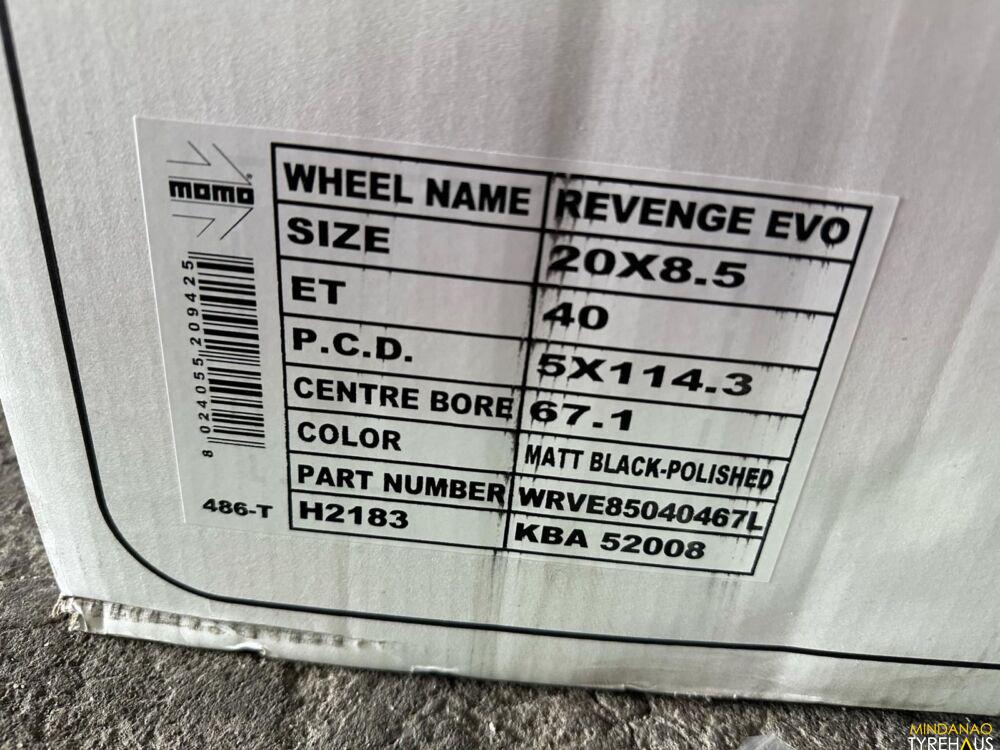 momo
WHEEL NAME REVENGE EVO
SIZE 20X8.5
ET 40
P.C.D. 5X114.3
CENTRE BORE 67.1
COLOR MATT BLACK-POLISHED
PART NUMBER WRVE85040467L
H2183 KBA 52008
8 024055 209425
486-T
MINDANAO
TYREHAUS